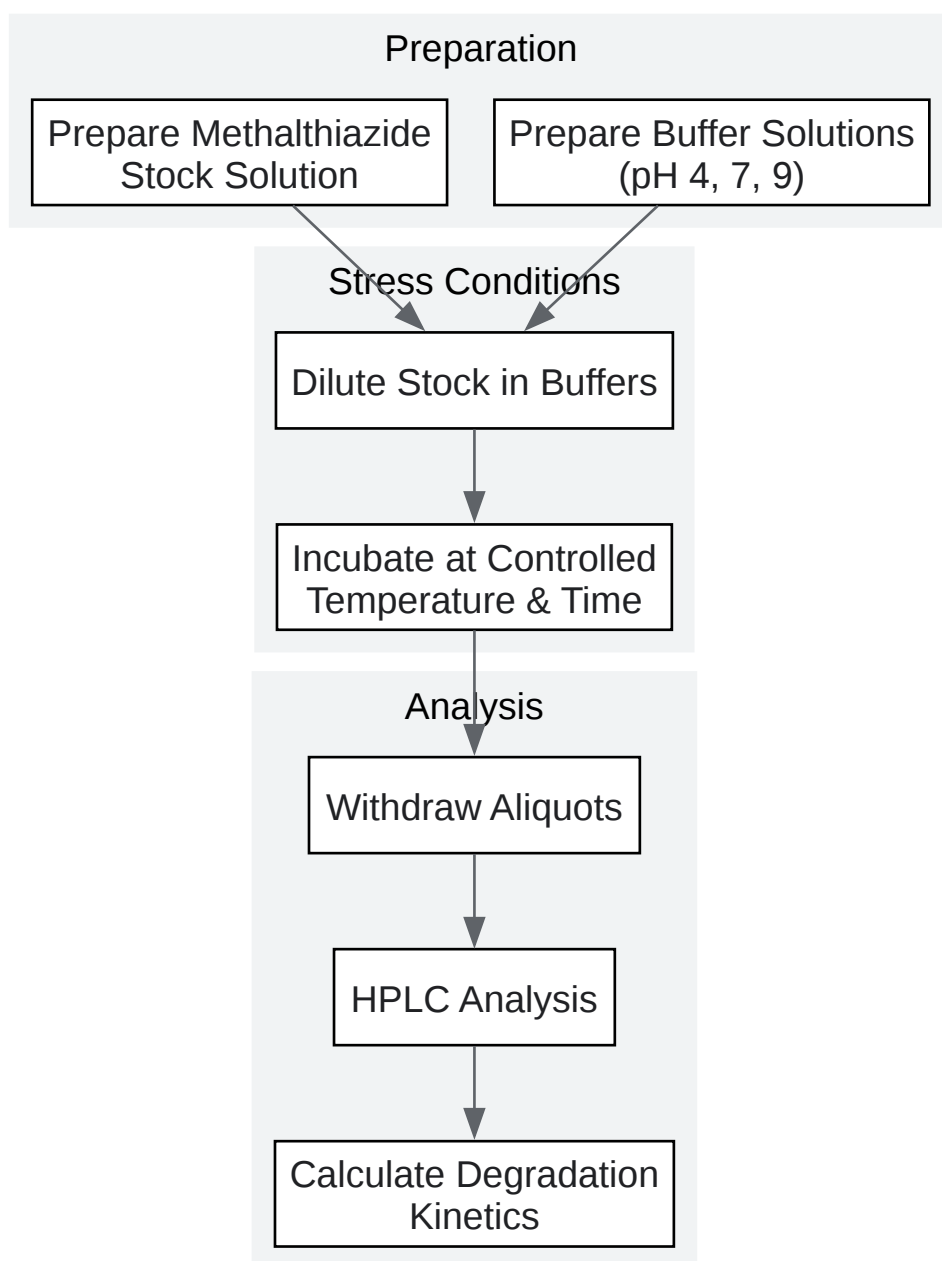 Preparation
Prepare Methalthiazide
Stock Solution
Prepare Buffer Solutions
(pH 4, 7, 9)
Stress Conditions
Dilute Stock in Buffers
Incubate at Controlled
Temperature & Time
Analysis
Withdraw Aliquots
HPLC Analysis
Calculate Degradation
Kinetics